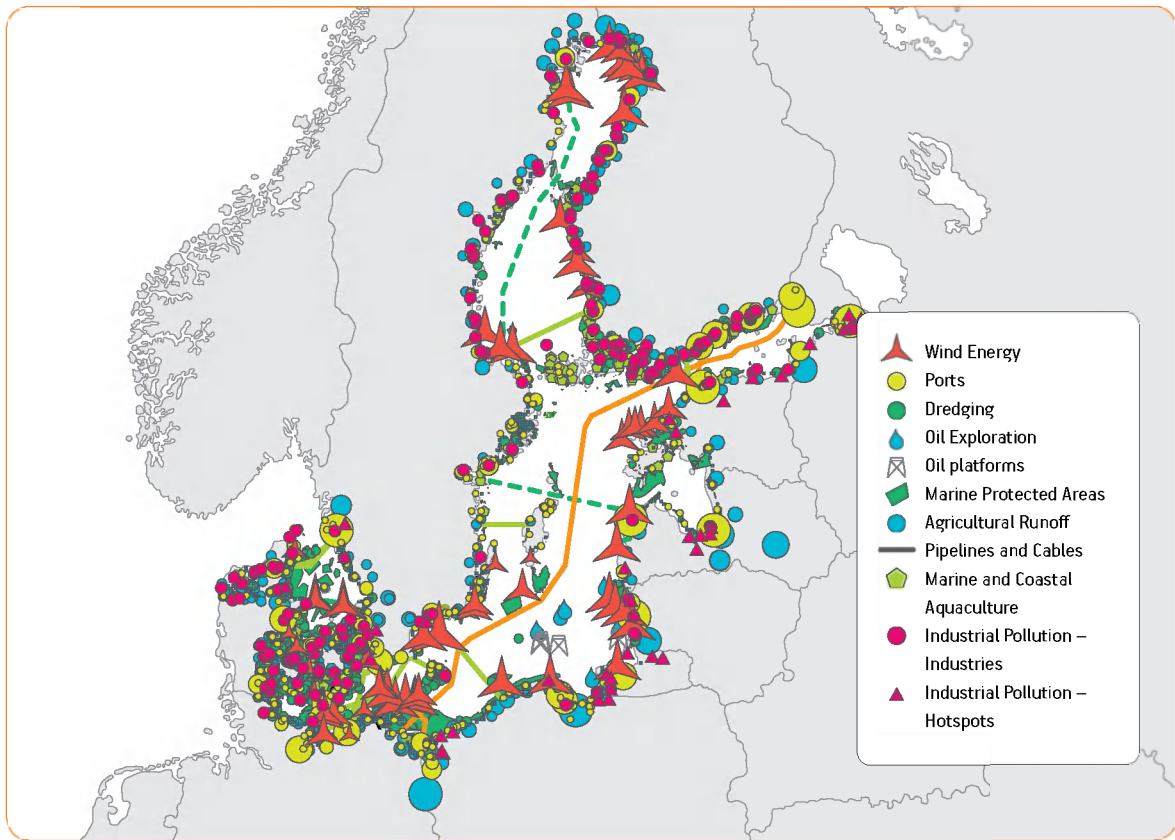 Wind Energy
Ports
Dredging
Oil Exploration
Oil platforms
Marine Protected Areas
Agricultural Runoff
Pipelines and Cables
Marine and Coastal
Aquaculture
Industrial Pollution –
Industries
Industrial Pollution –
Hotspots